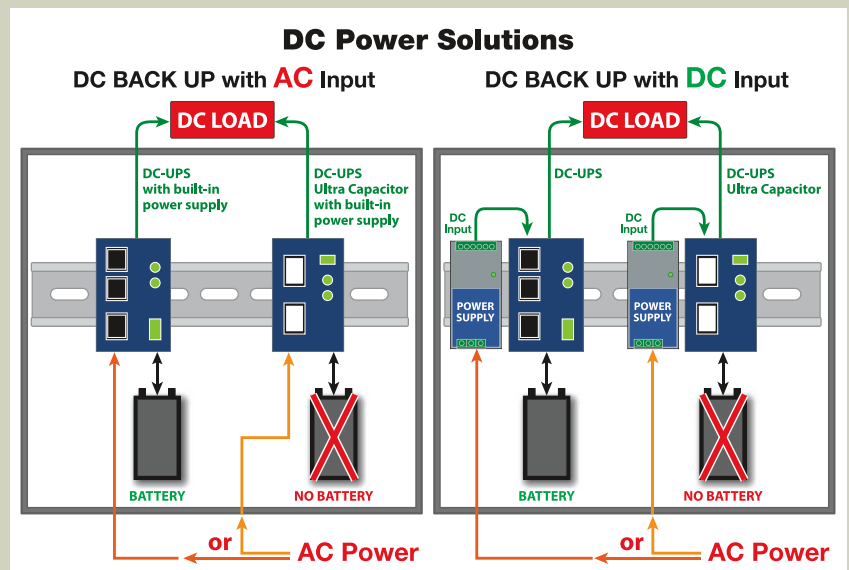 DC Power Solutions
DC BACK UP with AC Input
DC LOAD
DC-UPS
with built-in
power supply
DC-UPS
Ultra Capacitor
with built-in
power supply
BATTERY
NO BATTERY
or
AC Power
DC BACK UP with DC Input
DC LOAD
DC-UPS
DC-UPS
Ultra Capacitor
DC
Input
DC
Input
POWER
SUPPLY
POWER
SUPPLY
BATTERY
NO BATTERY
or
AC Power